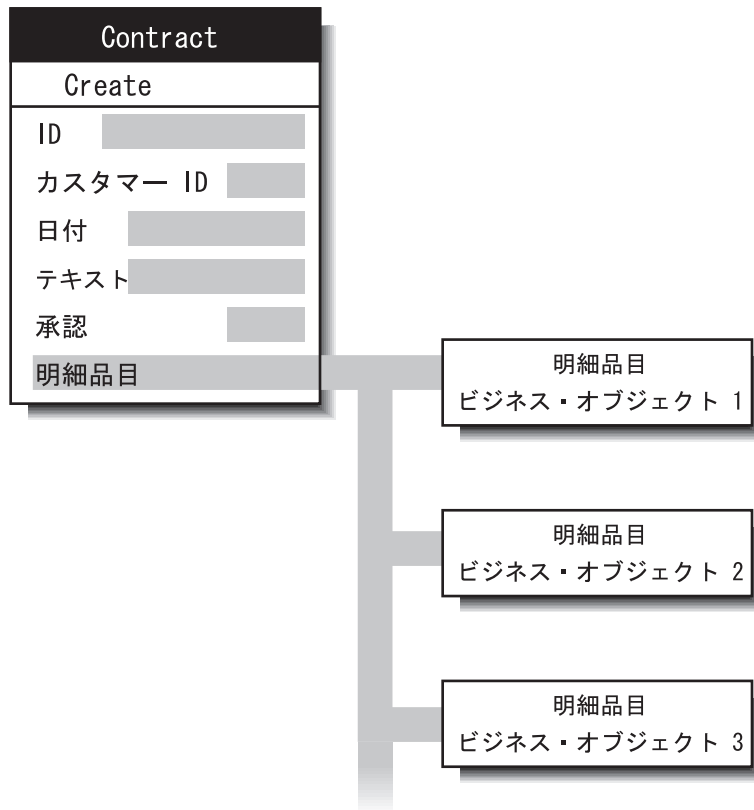 Contract
Create
ID
カスタマー ID
日付
テキスト
承認
明細品目
明細品目
ビジネス・オブジェクト 1
明細品目
ビジネス・オブジェクト 2
明細品目
ビジネス・オブジェクト 3